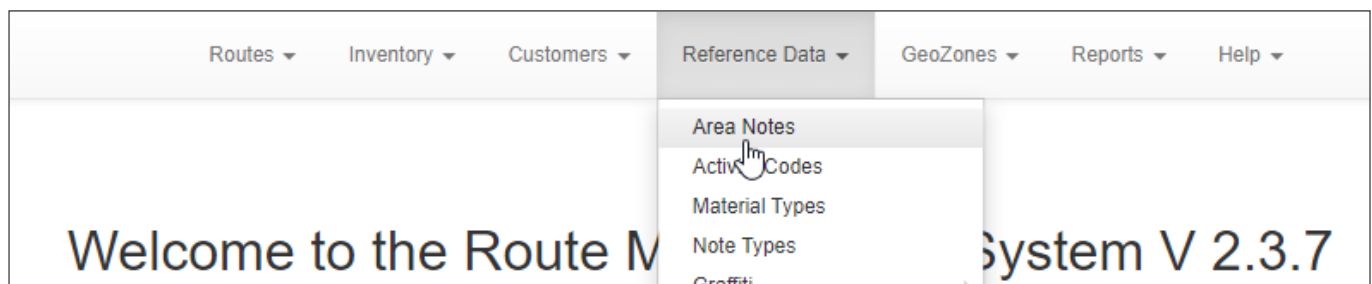 Routes Inventory Customers Reference Data GeoZones Reports Help
Area Notes
Codes
Material Types
Note Types
Welcome to the Route System V 2.3.7
Graffiti